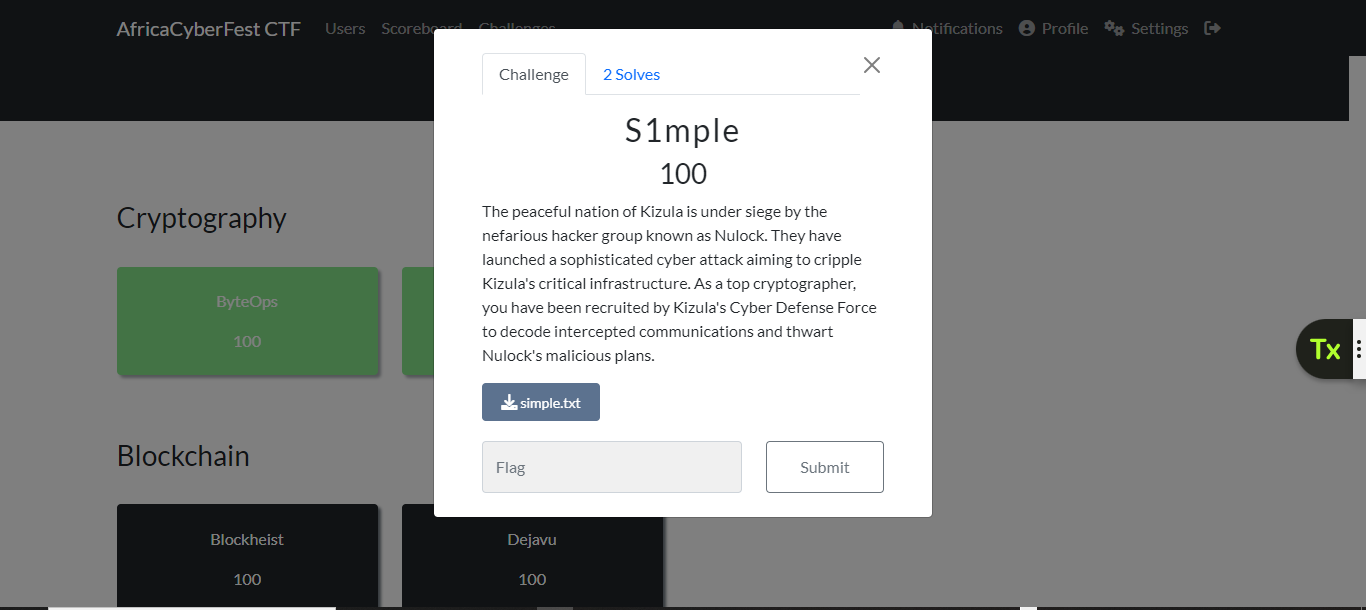 AfricaCyberFest CTF Users Scoreboard Challenges Notifications Profile Settings
Challenge 2 Solves
S1mple
100
The peaceful nation of Kizula is under siege by the
nefarious hacker group known as Nulock. They have
launched a sophisticated cyber attack aiming to cripple
Kizula's critical infrastructure. As a top cryptographer,
you have been recruited by Kizula's Cyber Defense Force
to decode intercepted communications and thwart
Nulock's malicious plans.
simple.txt
Flag Submit
Cryptography
ByteOps
100
Blockchain
Blockheist Dejavu
100 100
Tx